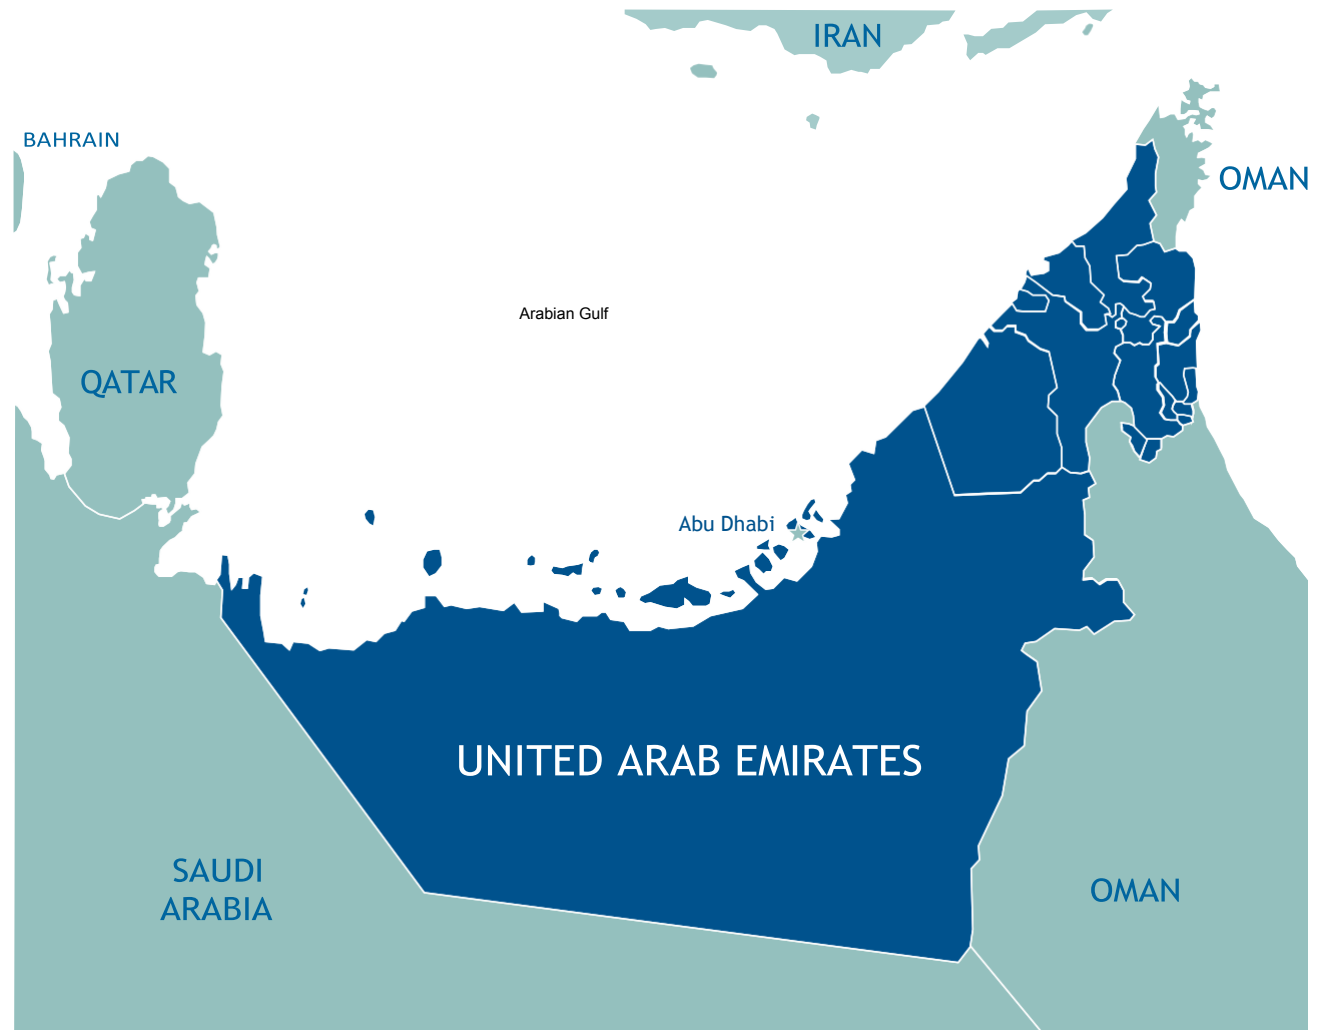 IRAN
BAHRAIN
OMAN
Arabian Gulf
QATAR
Abu Dhabi
UNITED ARAB EMIRATES
SAUDI
ARABIA
OMAN